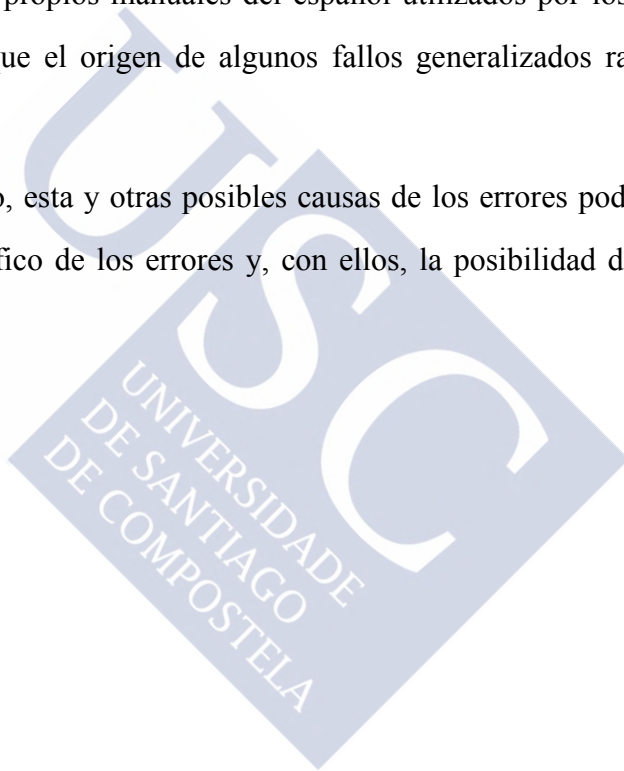 propios manuales del español utilizados por los
que el origen de algunos fallos generalizados ra
o, esta y otras posibles causas de los errores pod
fico de los errores y, con ellos, la posibilidad d
USC
UNIVERSIDADE
DE SANTIAGO
DE COMPOSTELA